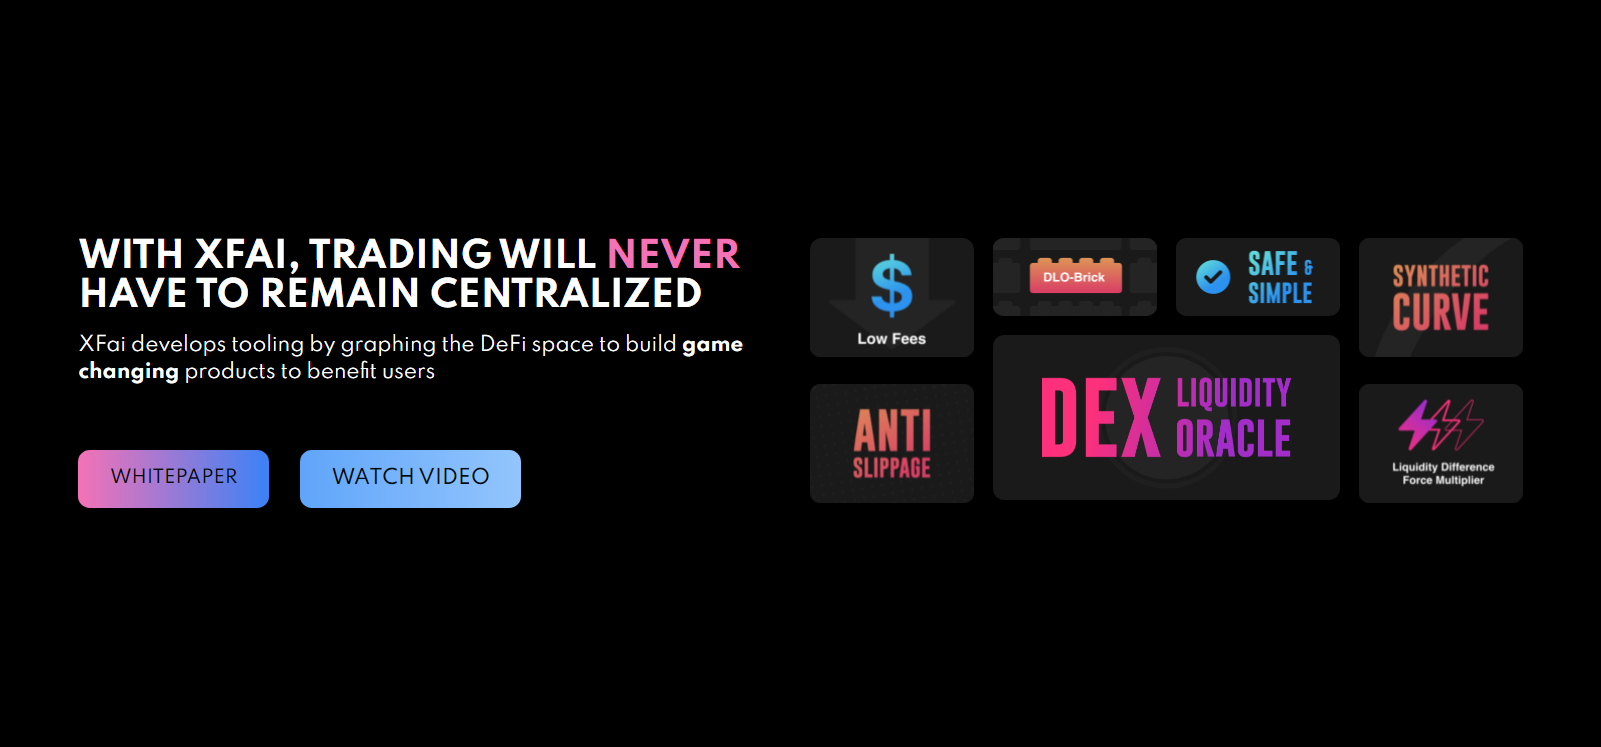 WITH XFAI, TRADING WILL NEVER
HAVE TO REMAIN CENTRALIZED
XFai develops tooling by graphing the DeFi space to build game
changing products to benefit users
WHITEPAPER
WATCH VIDEO
$
Low Fees
DLO-Brick
SAFE &
SIMPLE
SYNTHETIC
CURVE
ANTI
SLIPPAGE
DEX LIQUIDITY
ORACLE
Liquidity Difference
Force Multiplier